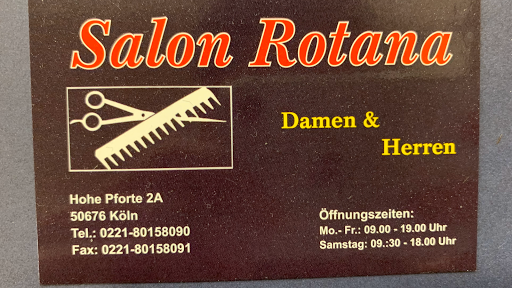 Salon Rotana
Damen &
Herren
Hohe Pforte 2A
50676 Köln
Tel.: 0221-80158090
Fax: 0221-80158091
Öffnungszeiten:
Mo.- Fr.: 09.00 - 19.00 Uhr
Samstag: 09.:30 - 18.00 Uhr